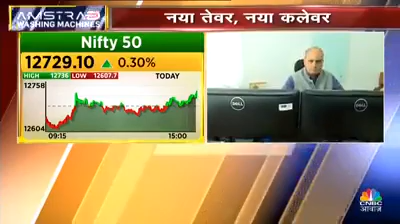 AMSTRAD
WASHING MACHINES
नया तेवर, नया कलेवर
Nifty 50
12729.10 ▲ 0.30%
HIGH 12736 LOW 12607.7 TODAY
12758
12604
09:15 15:00
DELL
DELL
CNBC
आवाज़